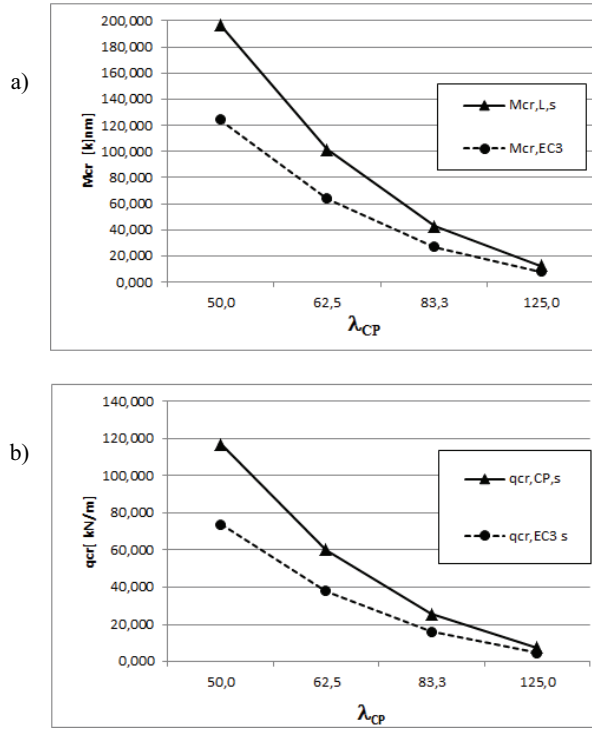 a)
200,000
180,000
160,000
140,000
120,000
100,000
80,000
60,000
40,000
20,000
0,000
Mcr [k]nm]
Mcr,L,s
Mcr,EC3
50,0 62,5 83,3 125,0
λCP
b)
140,000
120,000
100,000
80,000
60,000
40,000
20,000
0,000
qcr[ kN/m]
qcr,CP,s
qcr,EC3 s
50,0 62,5 83,3 125,0
λCP